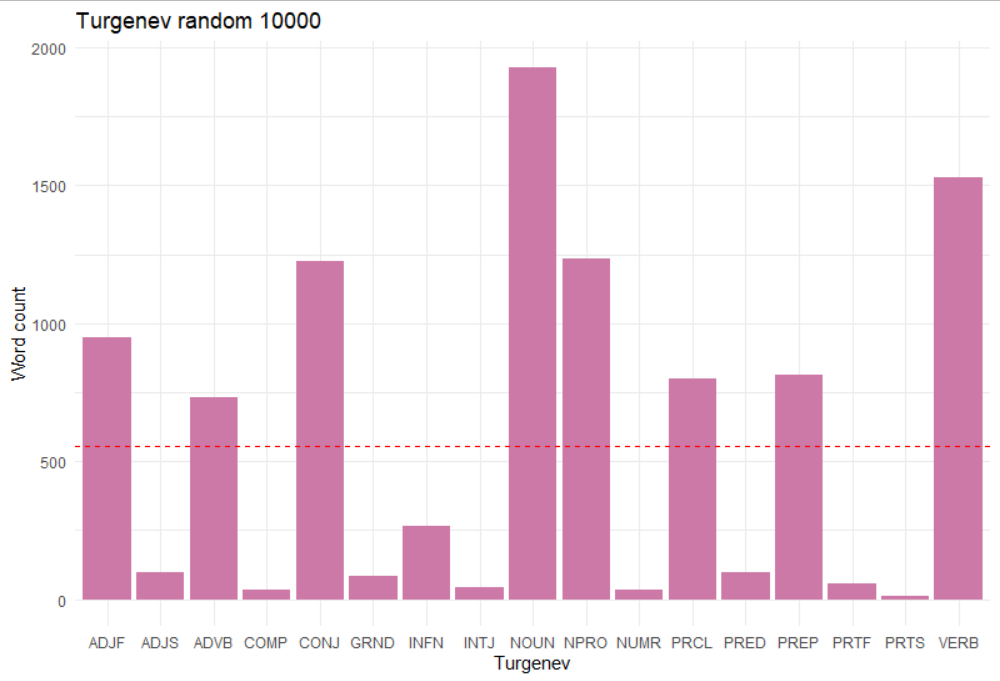 Turgenev random 10000
Word count
2000
1500
1000
500
0
ADJF ADJS ADVB COMP CONJ GRND INFN INTJ NOUN NPRO NUMR PRCL PRED PREP PRTF PRTS VERB
Turgenev